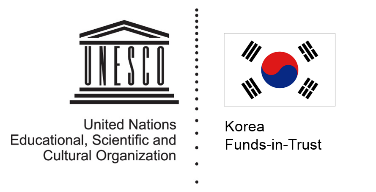 UNESCO
United Nations
Educational, Scientific and
Cultural Organization
Korea
Funds-in-Trust